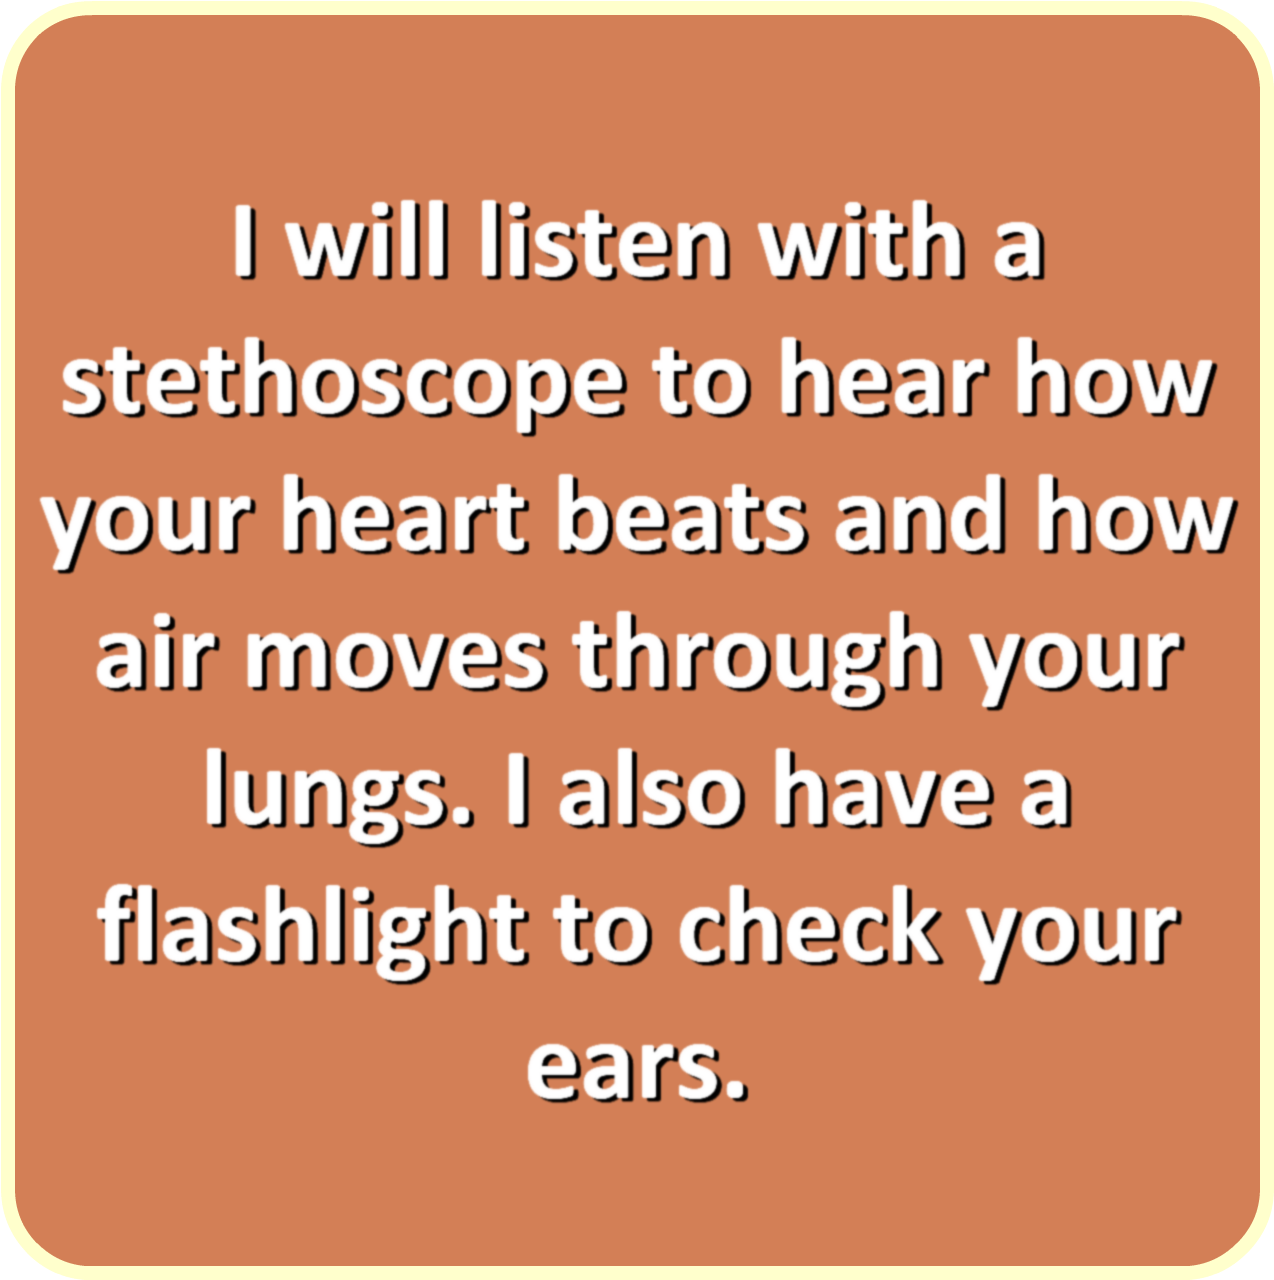 I will listen with a
stethoscope to hear how
your heart beats and how
air moves through your
lungs. I also have a
flashlight to check your
ears.